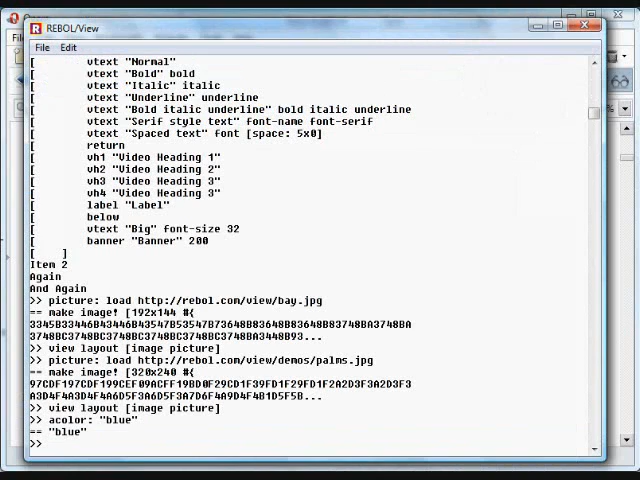 REBOL/View
File Edit
[ vtext "Normal"
[ vtext "Bold" bold
[ vtext "Italic" italic
[ vtext "Underline" underline
[ vtext "Bold italic underline" bold italic underline
[ vtext "Serif style text" font-name font-serif
[ vtext "Spaced text" font [space: 5x0]
[ return
[ vh1 "Video Heading 1"
[ vh2 "Video Heading 2"
[ vh3 "Video Heading 3"
[ vh4 "Video Heading 3"
[ label "Label"
[ below
[ vtext "Big" font-size 32
[ banner "Banner" 200
[ ]
Item 2
Again
And Again
>> picture: load http://rebol.com/view/bay.jpg
== make image! [192x144 #{
3345B33446B43446B43547B53547B73648B83648B83648B83748BA3748BA
3748BC3748BC3748BC3748BC3748BC3748BA3448B93...
>> view layout [image picture]
>> picture: load http://rebol.com/view/demos/palms.jpg
== make image! [320x240 #{
97CDF197CDF199CEF09ACFF19BD0F29CD1F39FD1F29FD1F2A2D3F3A2D3F3
A3D4F4A3D4F4A6D5F3A6D5F3A7D6F4A9D4F4B1D5F5B...
>> view layout [image picture]
>> acolor: "blue"
== "blue"
>>